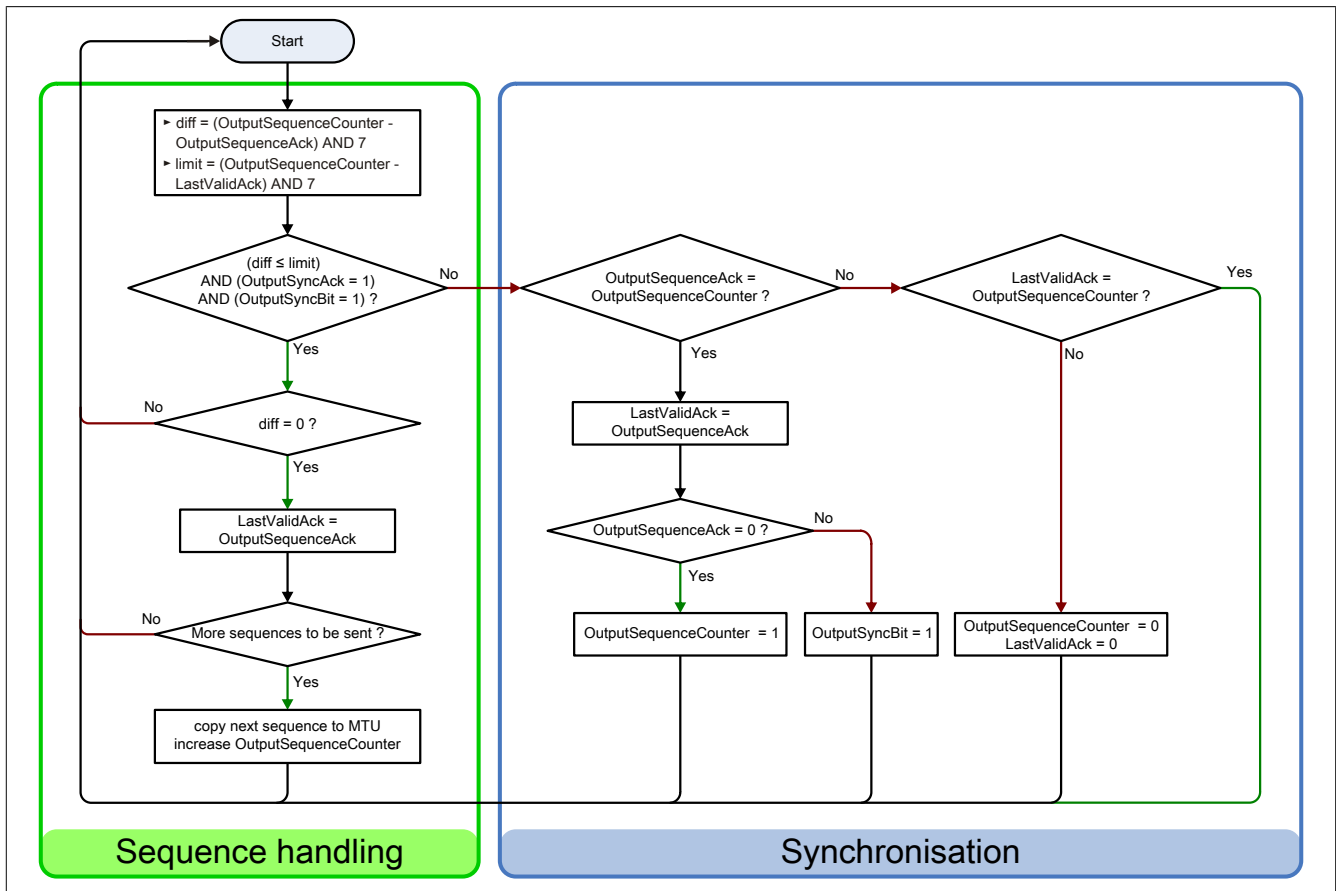 Start
► diff = (OutputSequenceCounter -
OutputSequenceAck) AND 7
► limit = (OutputSequenceCounter -
LastValidAck) AND 7
(diff ≤ limit)
AND (OutputSyncAck = 1)
AND (OutputSyncBit = 1) ?
No
Yes
diff = 0 ?
No
Yes
LastValidAck =
OutputSequenceAck
More sequences to be sent ?
No
Yes
copy next sequence to MTU
increase OutputSequenceCounter
Sequence handling
OutputSequenceAck =
OutputSequenceCounter ?
No
Yes
LastValidAck =
OutputSequenceAck
OutputSequenceAck = 0 ?
No
Yes
OutputSequenceCounter = 1
OutputSyncBit = 1
LastValidAck =
OutputSequenceCounter ?
Yes
No
OutputSequenceCounter = 0
LastValidAck = 0
Synchronisation